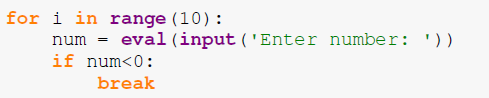 for i in range(10):
    num = eval(input('Enter number: '))
    if num<0:
        break